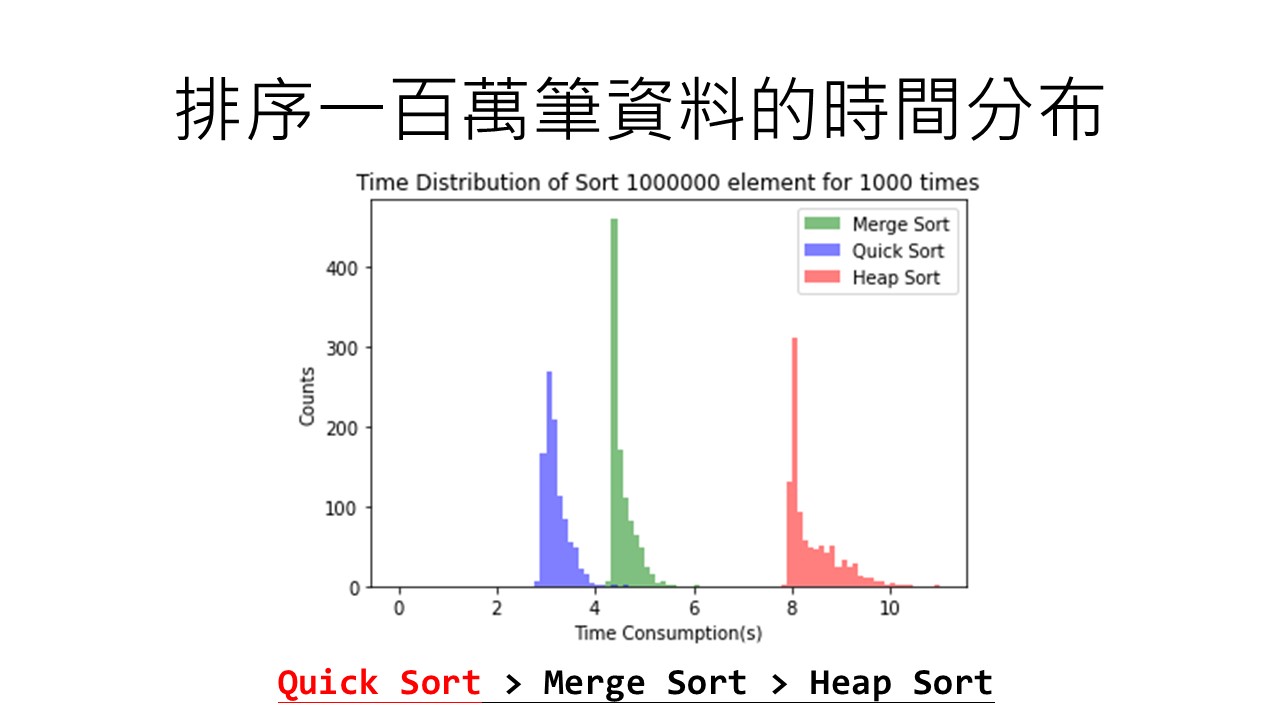 排序一百萬筆資料的時間分布
Time Distribution of Sort 1000000 element for 1000 times
Merge Sort
Quick Sort
Heap Sort
Counts
400
300
200
100
0
0 2 4 6 8 10
Time Consumption(s)
Quick Sort > Merge Sort > Heap Sort